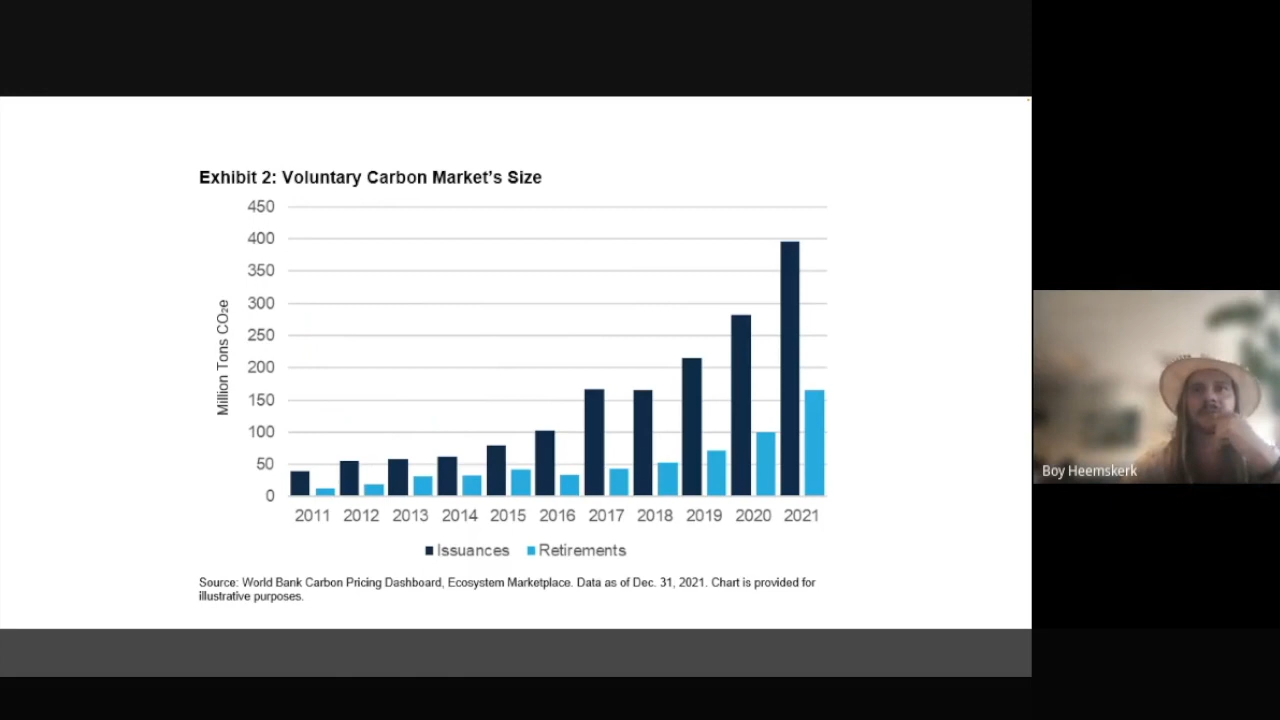 Exhibit 2: Voluntary Carbon Market's Size
450
400
350
300
250
200
150
100
50
0
Million Tons CO₂e
2011 2012 2013 2014 2015 2016 2017 2018 2019 2020 2021
Issuances Retirements
Source: World Bank Carbon Pricing Dashboard, Ecosystem Marketplace. Data as of Dec. 31, 2021. Chart is provided for
illustrative purposes.
Boy Heemskerk